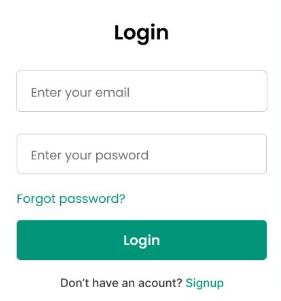 Login
Enter your email
Enter your pasword
Forgot password?
Login
Don't have an acount? Signup